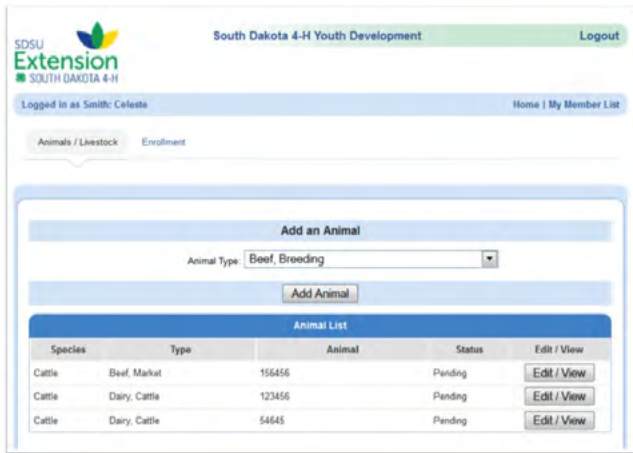 SDSU
Extension
SOUTH DAKOTA 4-H
South Dakota 4-H Youth Development
Logout
Logged in as Smith: Celeste
Home | My Member List
Animals / Livestock Enrollment
Add an Animal
Animal Type: Beef, Breeding
Add Animal
Animal List
Species Type Animal Status Edit / View
Cattle Beef, Market 156456 Pending Edit / View
Cattle Dairy, Cattle 123456 Pending Edit / View
Cattle Dairy, Cattle 54645 Pending Edit / View